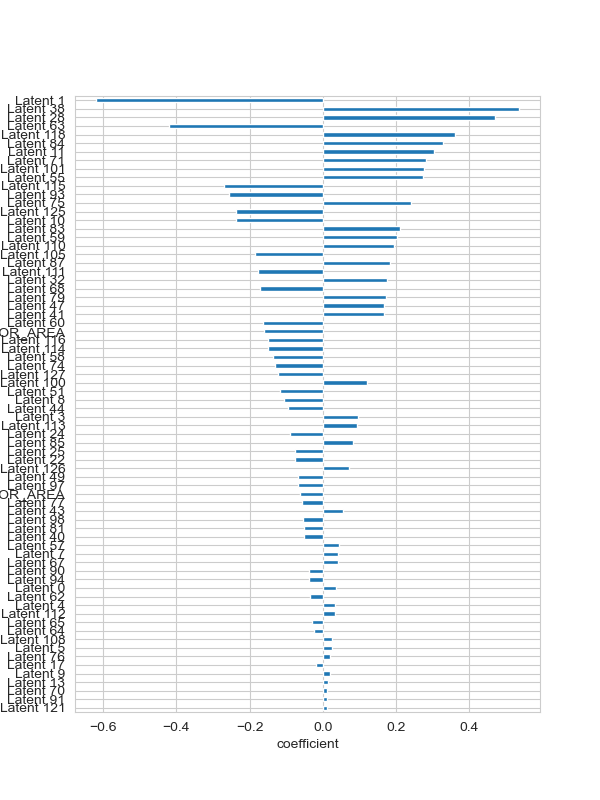 Latent 1
Latent 38
Latent 28
Latent 63
Latent 118
Latent 84
Latent 11
Latent 71
Latent 101
Latent 55
Latent 115
Latent 93
Latent 75
Latent 125
Latent 10
Latent 83
Latent 59
Latent 110
Latent 105
Latent 87
Latent 111
Latent 32
Latent 68
Latent 79
Latent 47
Latent 41
Latent 60
OR_AREA
Latent 116
Latent 114
Latent 58
Latent 74
Latent 127
Latent 100
Latent 51
Latent 8
Latent 44
Latent 3
Latent 113
Latent 24
Latent 85
Latent 25
Latent 22
Latent 126
Latent 49
Latent 97
OR_AREA
Latent 77
Latent 43
Latent 98
Latent 81
Latent 40
Latent 57
Latent 7
Latent 67
Latent 90
Latent 94
Latent 0
Latent 62
Latent 4
Latent 112
Latent 65
Latent 64
Latent 108
Latent 5
Latent 76
Latent 17
Latent 9
Latent 13
Latent 70
Latent 91
Latent 121
−0.6 −0.4 −0.2 0.0 0.2 0.4
coefficient